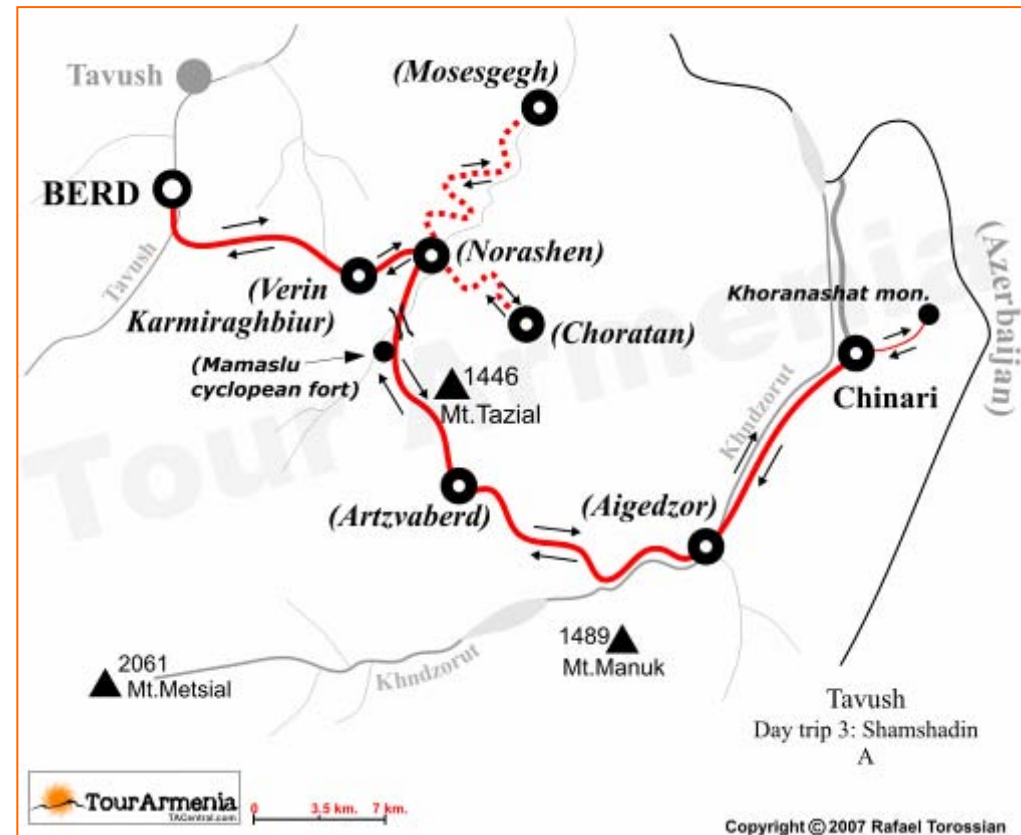 Tour Armenia
Tavush
(Mosesgegh)
BERD
Tavush
(Norashen)
(Verin
Karmiraghbiur)
(Choratan)
(Mamaslu
cyclopean fort)
1446
Mt.Tazial
Khoranashat mon.
(Azerbaijan)
Chinari
Khndzorut
(Artzvaberd)
(Aigedzor)
2061
Mt.Metsial
Khndzorut
1489
Mt.Manuk
Tavush
Day trip 3: Shamshadin
A
TourArmenia
TACentral.com
0 3.5 km. 7 km.
Copyright © 2007 Rafael Torossian